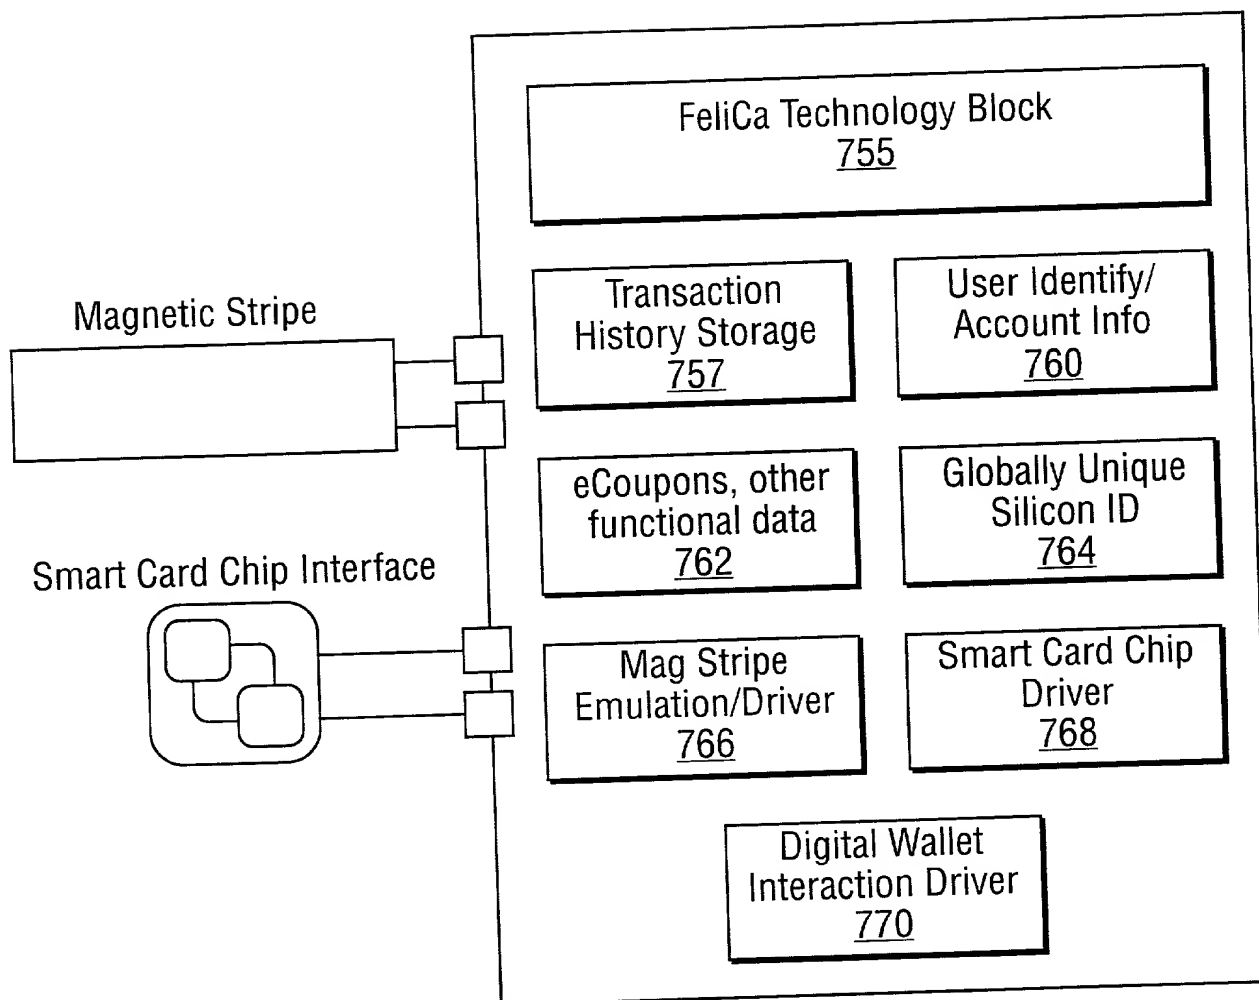 FeliCa Technology Block
755
Magnetic Stripe
Transaction
History Storage
757
User Identify/
Account Info
760
eCoupons, other
functional data
762
Globally Unique
Silicon ID
764
Smart Card Chip Interface
Mag Stripe
Emulation/Driver
766
Smart Card Chip
Driver
768
Digital Wallet
Interaction Driver
770